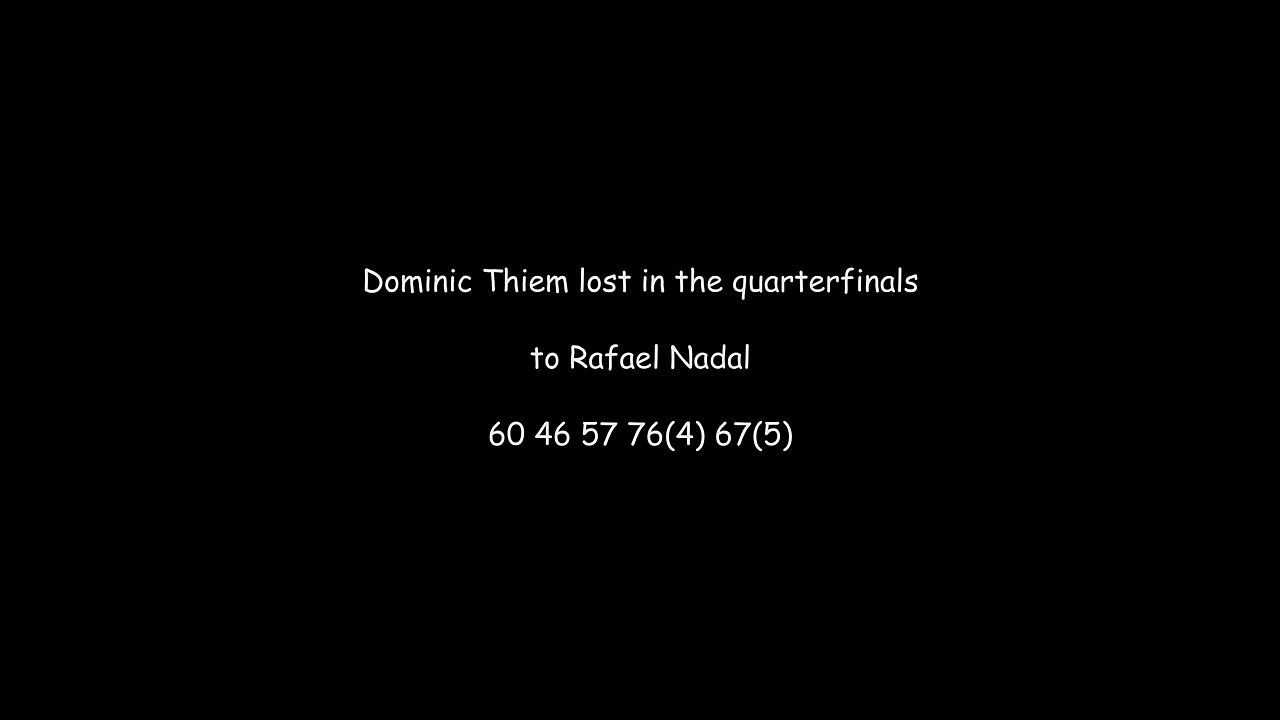 Dominic Thiem lost in the quarterfinals
to Rafael Nadal
60 46 57 76(4) 67(5)